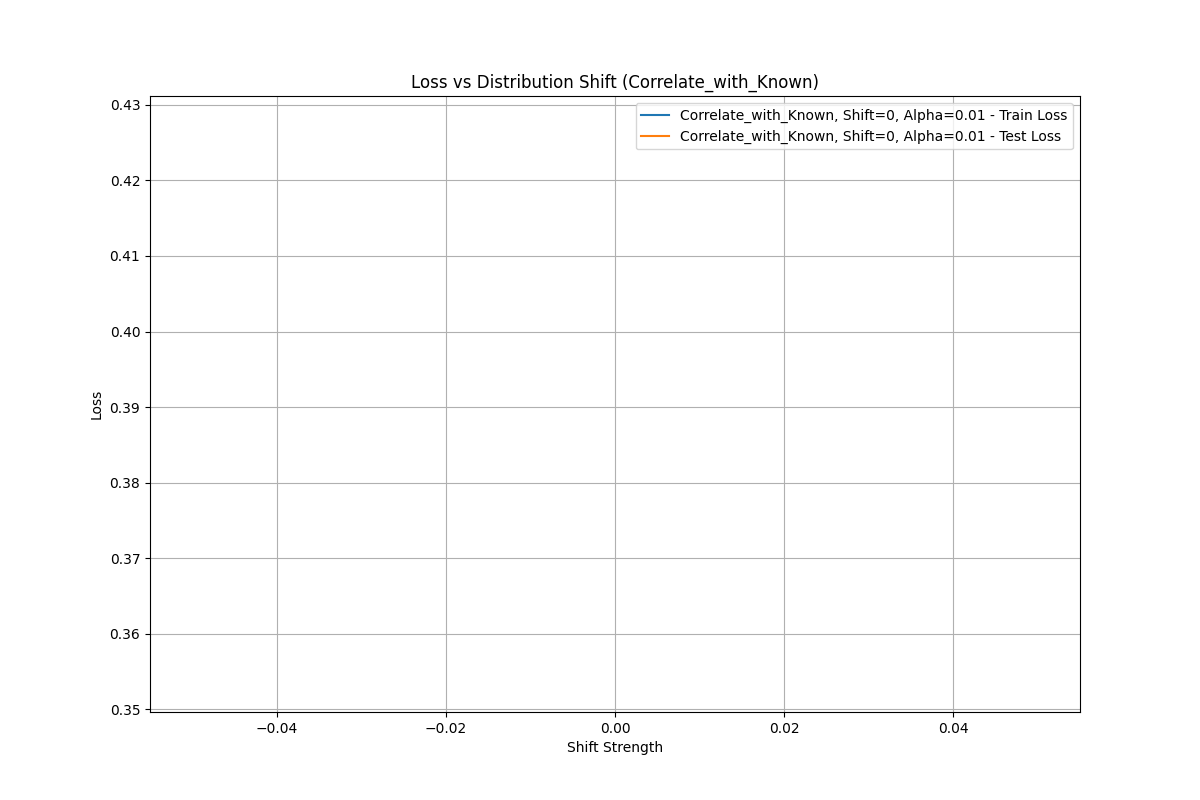 Loss vs Distribution Shift (Correlate_with_Known)
Correlate_with_Known, Shift=0, Alpha=0.01 - Train Loss
Correlate_with_Known, Shift=0, Alpha=0.01 - Test Loss
0.43
0.42
0.41
0.40
0.39
0.38
0.37
0.36
0.35
Loss
−0.04 −0.02 0.00 0.02 0.04
Shift Strength